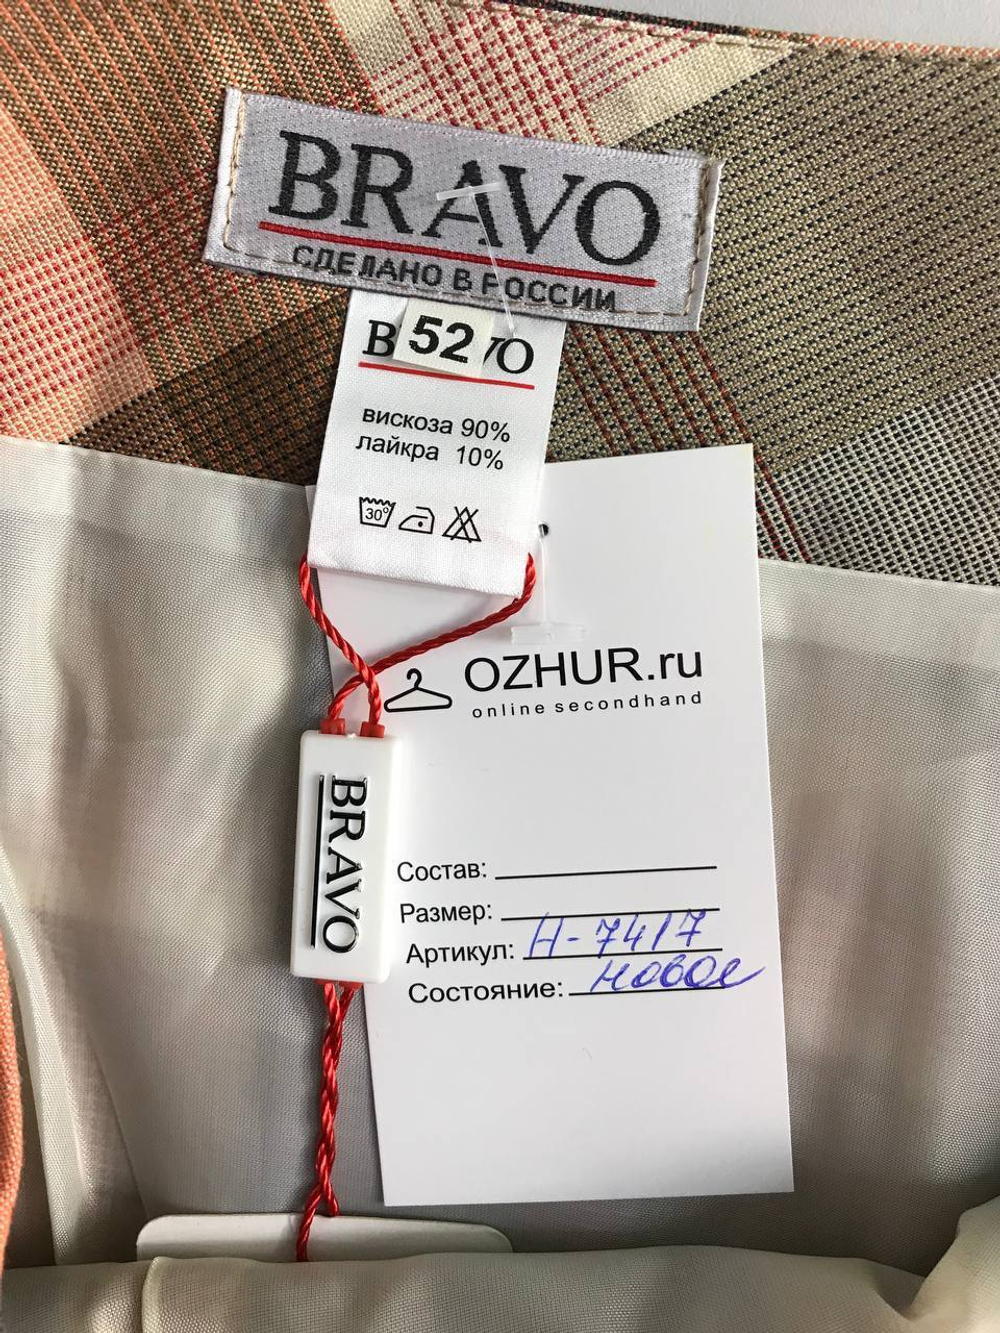 BRAVO
СДЕЛАНО В РОССИИ
52
вискоза 90%
лайкра 10%
30°
OZHUR.ru
online secondhand
BRAVO
Состав:
Размер:
Артикул: Н-7417
Состояние: новое